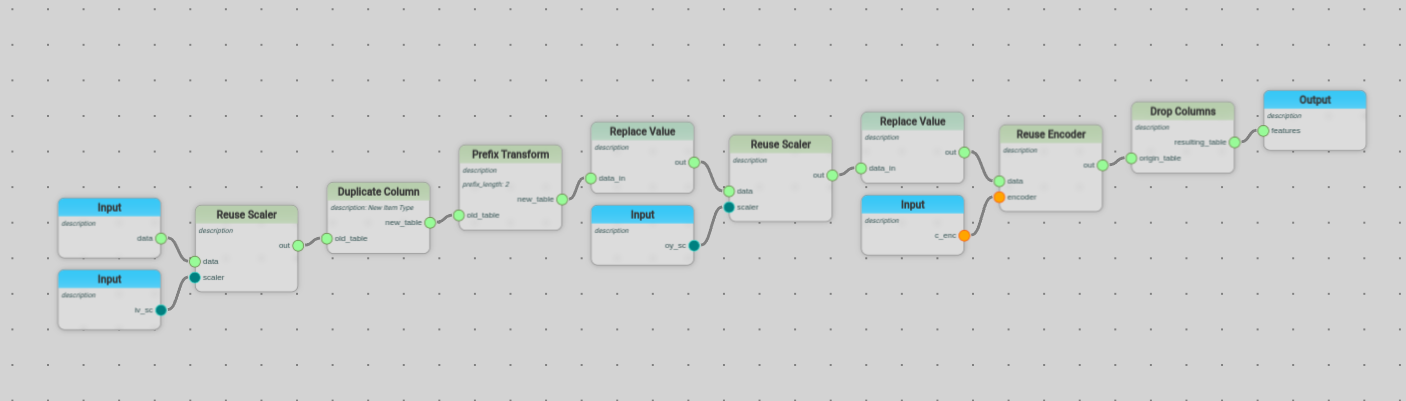 Input
description
data
Input
description
iv_sc
Reuse Scaler
description
out
data
scaler
Duplicate Column
description: New Item Type
new_table
old_table
Prefix Transform
description
prefix_length: 2
new_table
old_table
Replace Value
description
out
data_in
Input
description
oy_sc
Reuse Scaler
description
out
data
scaler
Replace Value
description
out
data_in
Input
description
c_enc
Reuse Encoder
description
out
data
encoder
Drop Columns
description
resulting_table
origin_table
Output
description
features